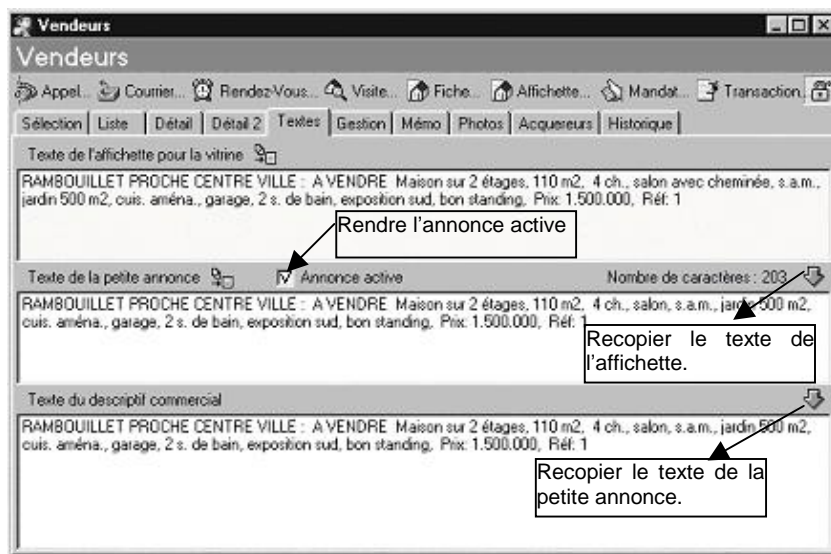 Vendeurs
Vendeurs
Appel... Courrier... Rendez-Vous... Visite... Fiche... Affichette... Mandat... Transaction.
Sélection Liste Détail Détail 2 Textes Gestion Mémo Photos Acquereurs Historique
Texte de l'affichette pour la vitrine
RAMBOUILLET PROCHE CENTRE VILLE : A VENDRE Maison sur 2 étages, 110 m2, 4 ch., salon avec cheminée, s.a.m.,
jardin 500 m2, cuis. aména., garage, 2 s. de bain, exposition sud, bon standing, Prix: 1.500.000, Réf: 1
Rendre l'annonce active
Texte de la petite annonce Annonce active Nombre de caractères : 203
RAMBOUILLET PROCHE CENTRE VILLE : A VENDRE Maison sur 2 étages, 110 m2, 4 ch., salon, s.a.m., jardin 500 m2,
cuis. aména., garage, 2 s. de bain, exposition sud, bon standing, Prix: 1.500.000, Réf: 1
Recopier le texte de
l'affichette.
Texte du descriptif commercial
RAMBOUILLET PROCHE CENTRE VILLE : A VENDRE Maison sur 2 étages, 110 m2, 4 ch., salon, s.a.m., jardin 500 m2,
cuis. aména., garage, 2 s. de bain, exposition sud, bon standing, Prix: 1.500.000, Réf: 1
Recopier le texte de la
petite annonce.